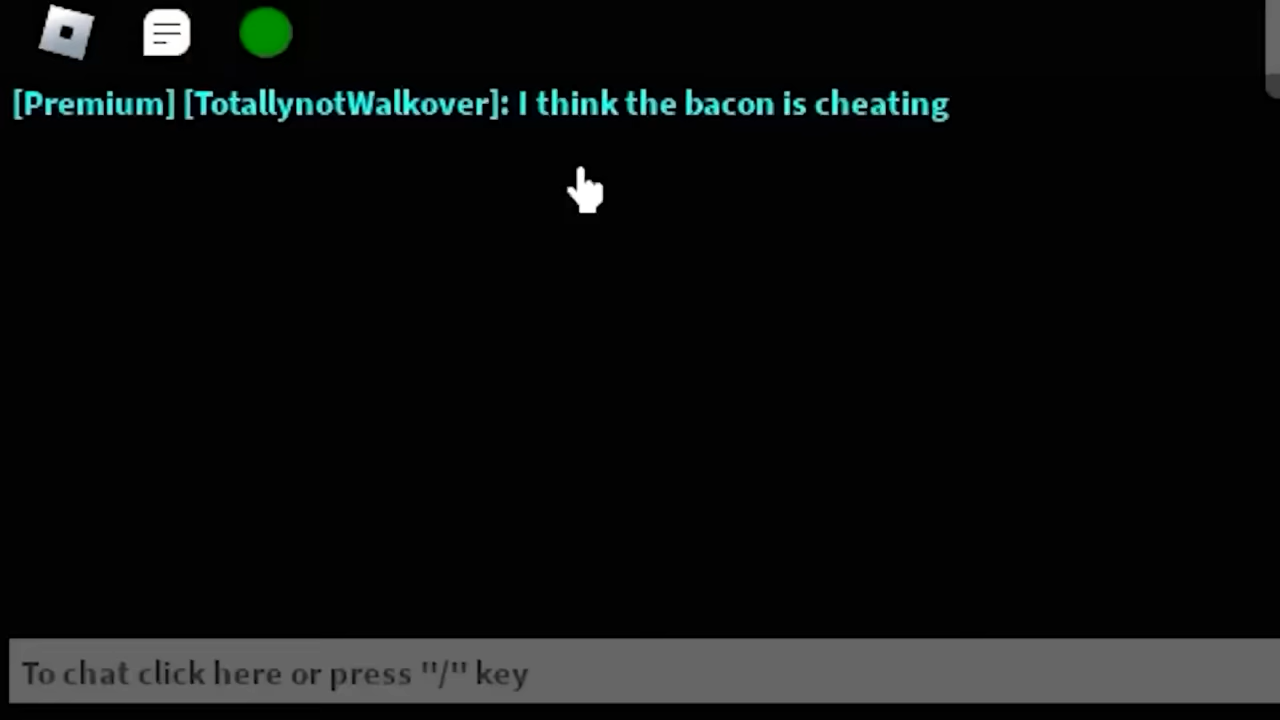 [Premium] [TotallynotWalkover]: I think the bacon is cheating
To chat click here or press "/" key